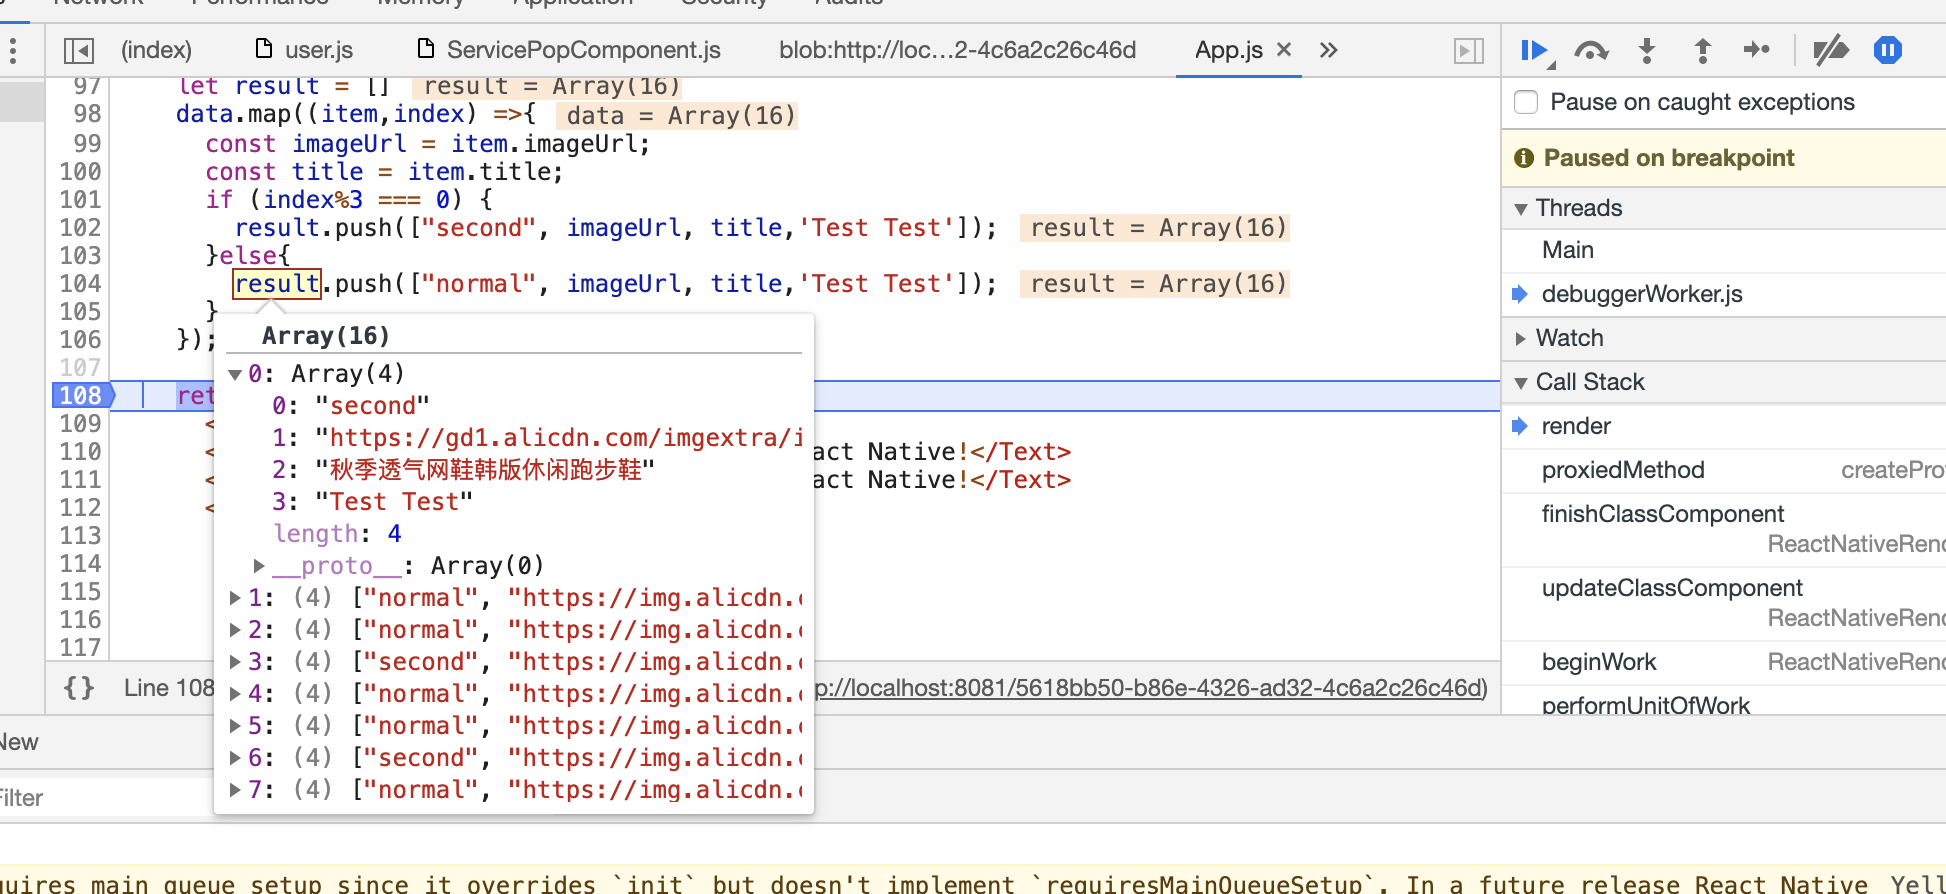 Network Performance Memory Application Security Audits
(index) user.js ServicePopComponent.js blob:http://loc…2-4c6a2c26c46d App.js × »
97 let result = [] result = Array(16)
98 data.map((item,index) =>{ data = Array(16)
99 const imageUrl = item.imageUrl;
100 const title = item.title;
101 if (index%3 === 0) {
102 result.push(["second", imageUrl, title,'Test Test']); result = Array(16)
103 }else{
104 result.push(["normal", imageUrl, title,'Test Test']); result = Array(16)
105 }
106 });
107
108 ret
109 <
110 < act Native!</Text>
111 < act Native!</Text>
112 <
113
114
115
116
117
Array(16)
▼0: Array(4)
0: "second"
1: "https://gd1.alicdn.com/imgextra/i
2: "秋季透气网鞋韩版休闲跑步鞋"
3: "Test Test"
length: 4
▶__proto__: Array(0)
▶1: (4) ["normal", "https://img.alicdn.c
▶2: (4) ["normal", "https://img.alicdn.c
▶3: (4) ["second", "https://img.alicdn.c
▶4: (4) ["normal", "https://img.alicdn.c
▶5: (4) ["normal", "https://img.alicdn.c
▶6: (4) ["second", "https://img.alicdn.c
▶7: (4) ["normal", "https://img.alicdn.c
{} Line 108 p://localhost:8081/5618bb50-b86e-4326-ad32-4c6a2c26c46d)
Pause on caught exceptions
Paused on breakpoint
▼ Threads
Main
debuggerWorker.js
▶ Watch
▼ Call Stack
render
proxiedMethod createPro
finishClassComponent
ReactNativeRend
updateClassComponent
ReactNativeRend
beginWork ReactNativeRend
performUnitOfWork
New
Filter
quires main queue setup since it overrides `init` but doesn't implement `requiresMainQueueSetup`. In a future release React Native Yell